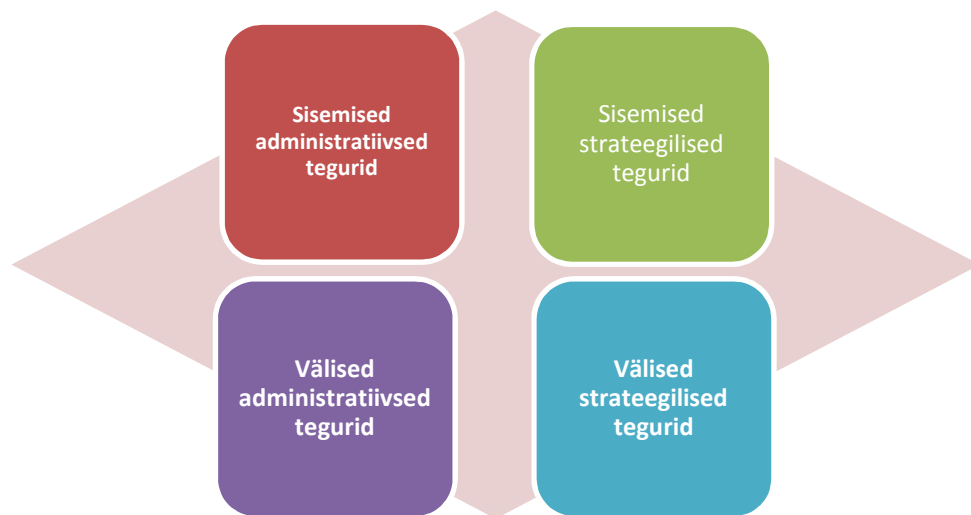 Sisemised
administratiivsed
tegurid
Sisemised
strateegilised
tegurid
Välised
administratiivsed
tegurid
Välised
strateegilised
tegurid